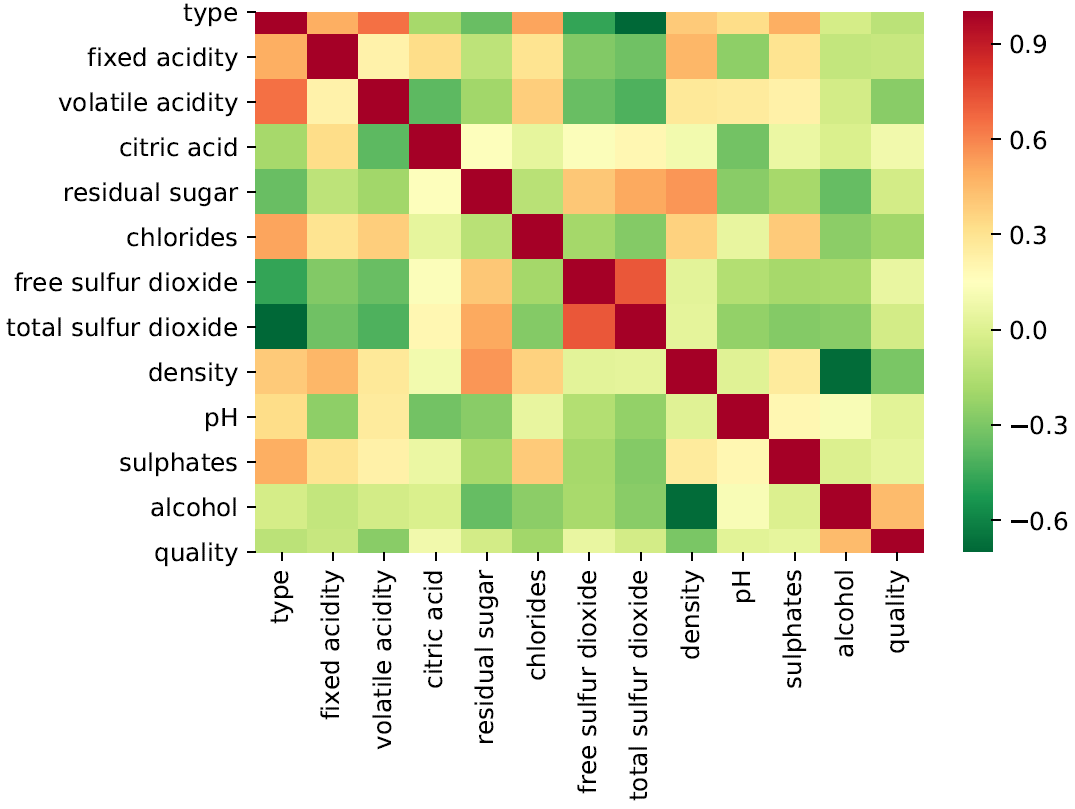 type
fixed acidity
volatile acidity
citric acid
residual sugar
chlorides
free sulfur dioxide
total sulfur dioxide
density
pH
sulphates
alcohol
quality
type
fixed acidity
volatile acidity
citric acid
residual sugar
chlorides
free sulfur dioxide
total sulfur dioxide
density
pH
sulphates
alcohol
quality
0.9
0.6
0.3
0.0
−0.3
−0.6